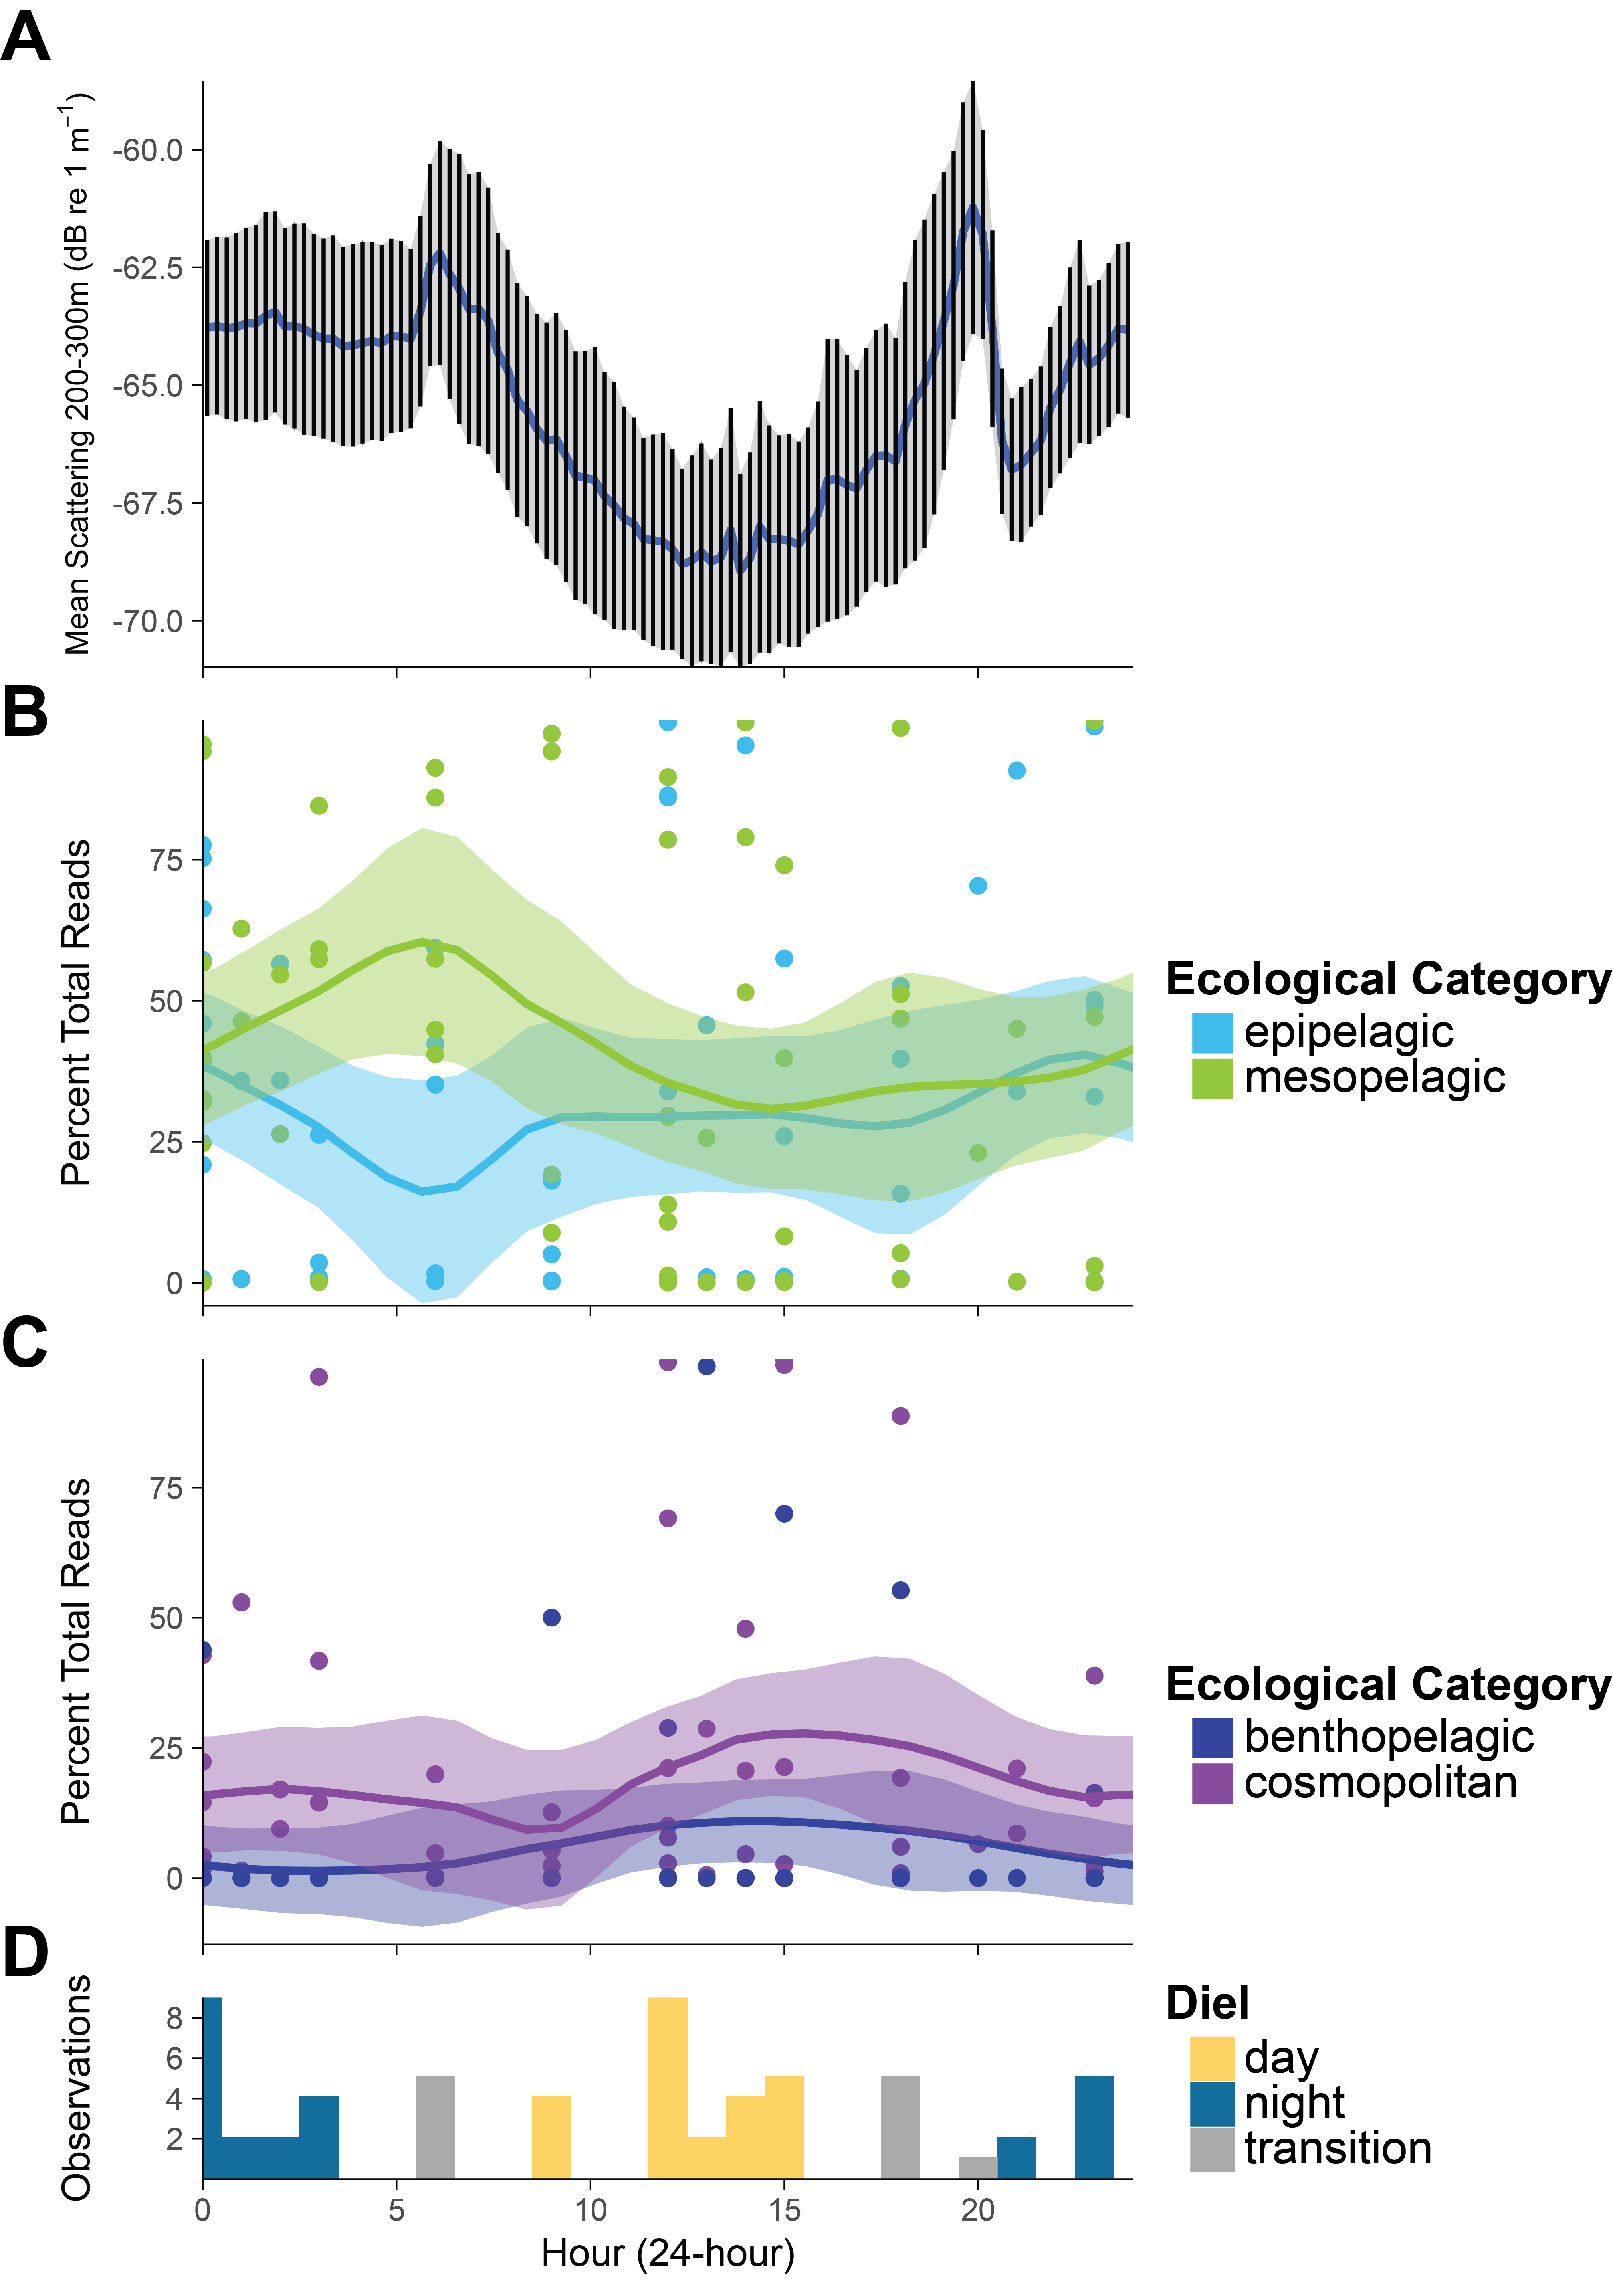 A
Mean Scattering 200-300m (dB re 1 m⁻¹)
-60.0
-62.5
-65.0
-67.5
-70.0
B
Percent Total Reads
75
50
25
0
Ecological Category
epipelagic
mesopelagic
C
Percent Total Reads
75
50
25
0
Ecological Category
benthopelagic
cosmopolitan
D
Observations
8
6
4
2
0
5
10
15
20
Hour (24-hour)
Diel
day
night
transition